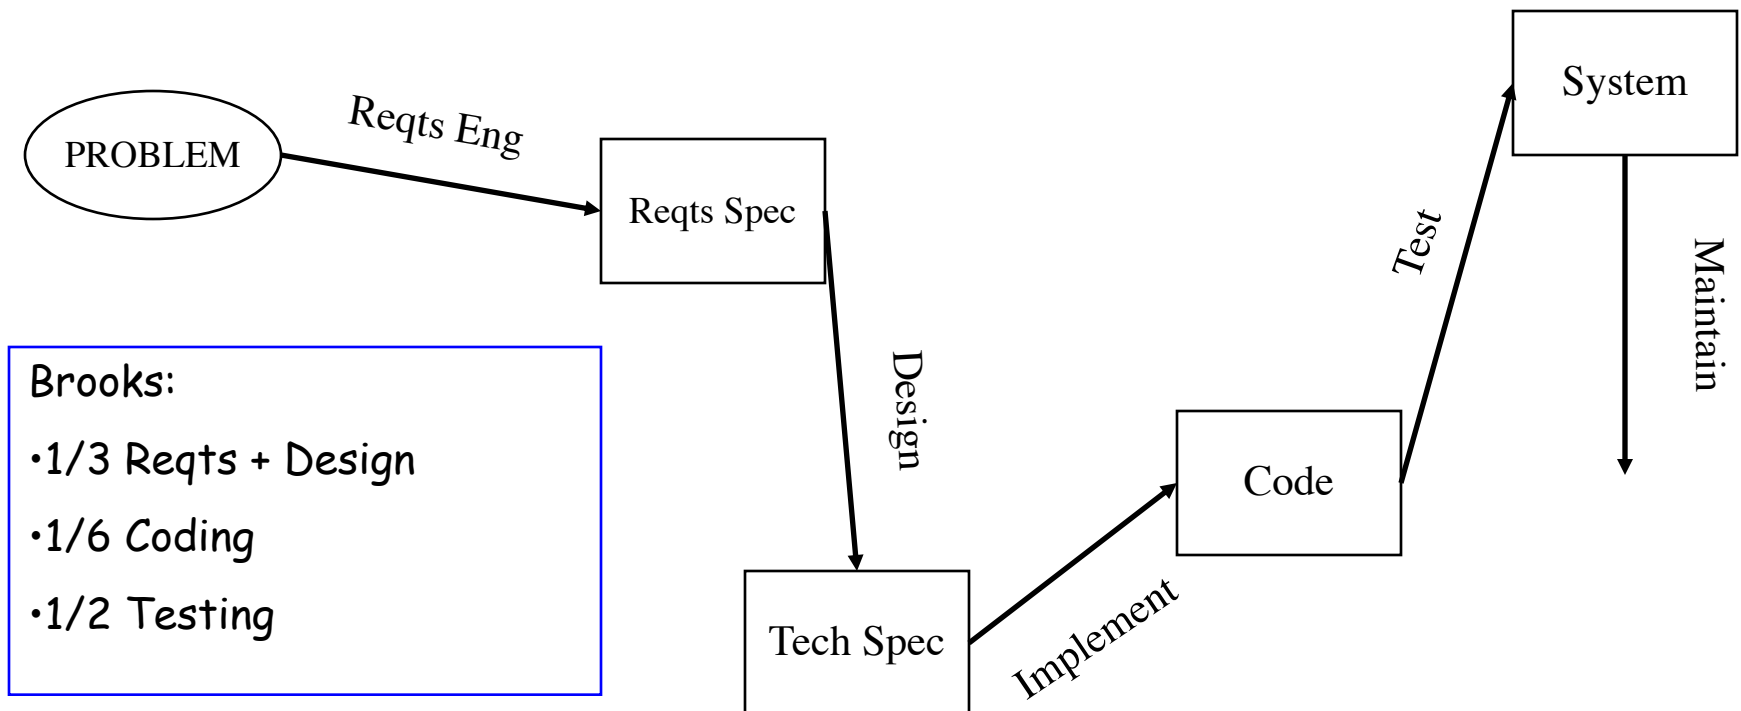 PROBLEM
Reqts Eng
Reqts Spec
Design
Tech Spec
Implement
Code
Test
System
Maintain
Brooks:
•1/3 Reqts + Design
•1/6 Coding
•1/2 Testing